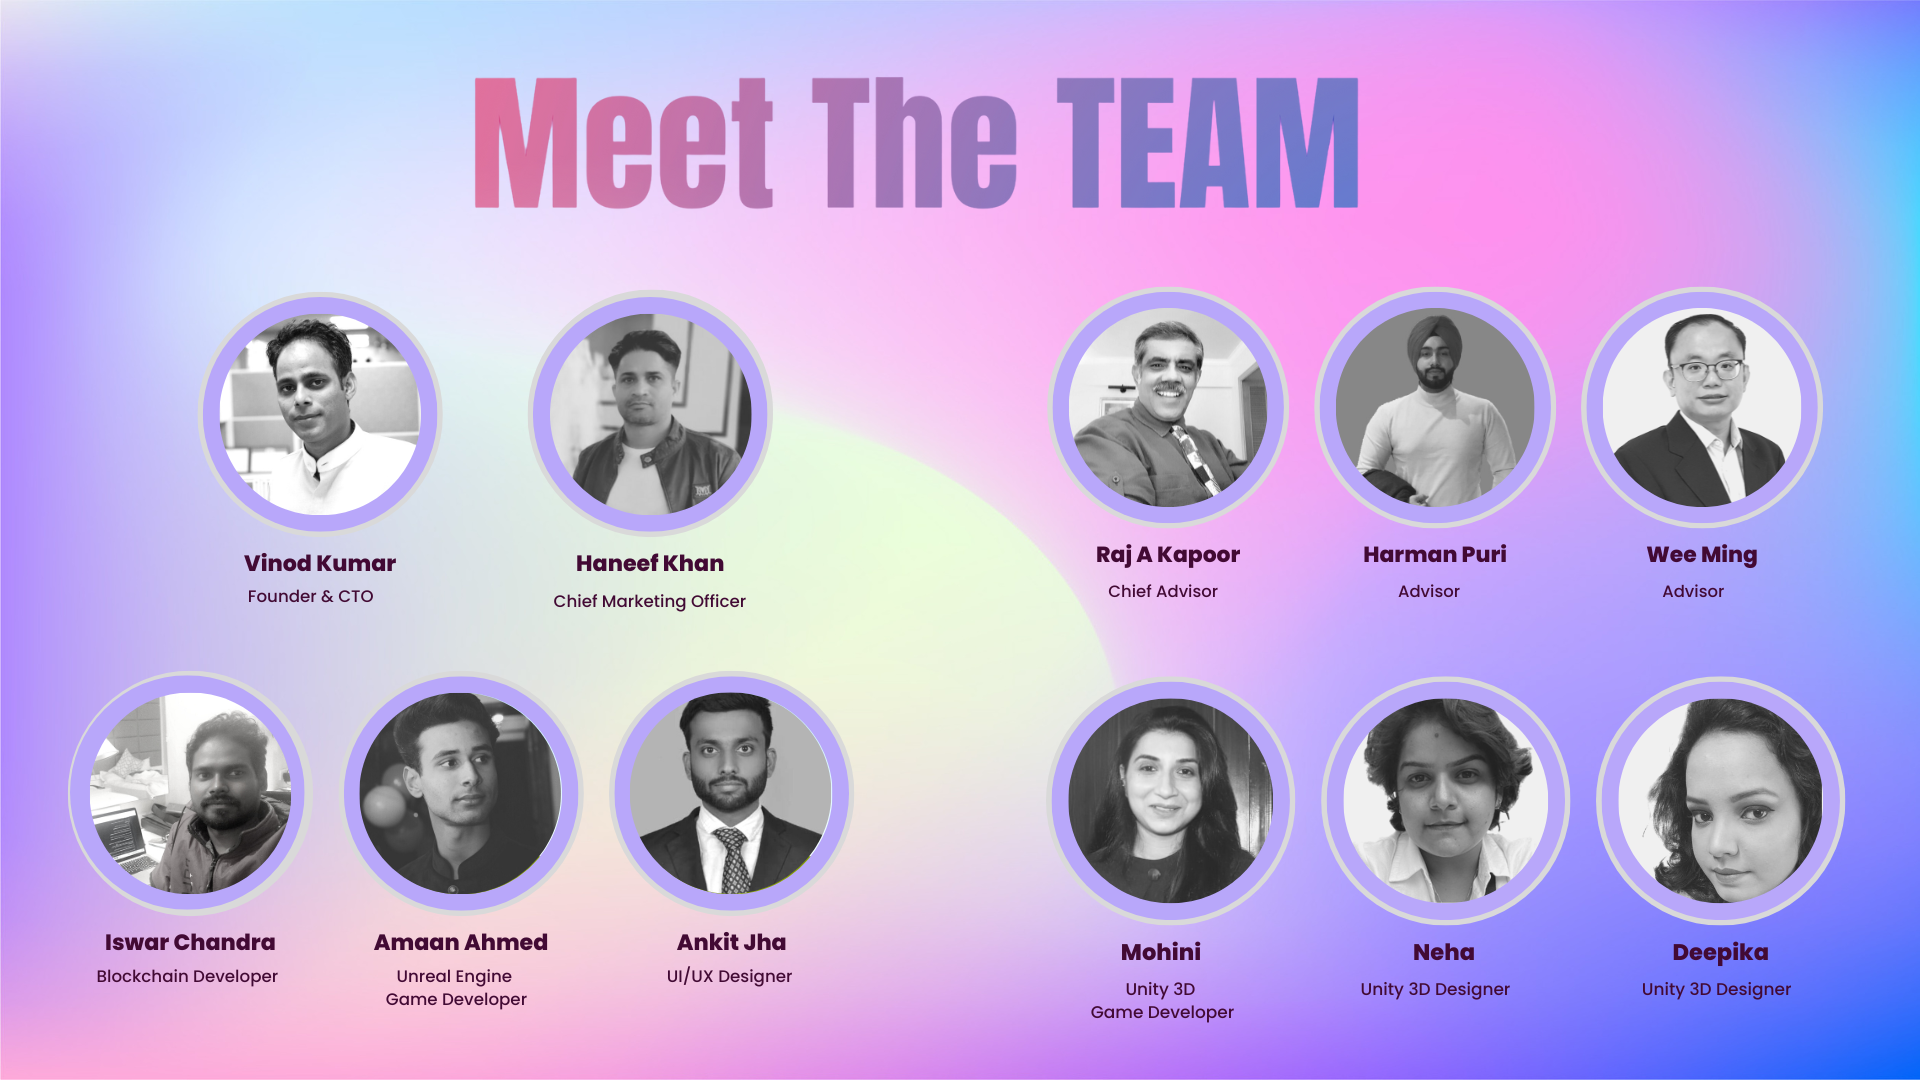 Meet The TEAM
Vinod Kumar
Founder & CTO
Haneef Khan
Chief Marketing Officer
Raj A Kapoor
Chief Advisor
Harman Puri
Advisor
Wee Ming
Advisor
Iswar Chandra
Blockchain Developer
Amaan Ahmed
Unreal Engine
Game Developer
Ankit Jha
UI/UX Designer
Mohini
Unity 3D
Game Developer
Neha
Unity 3D Designer
Deepika
Unity 3D Designer